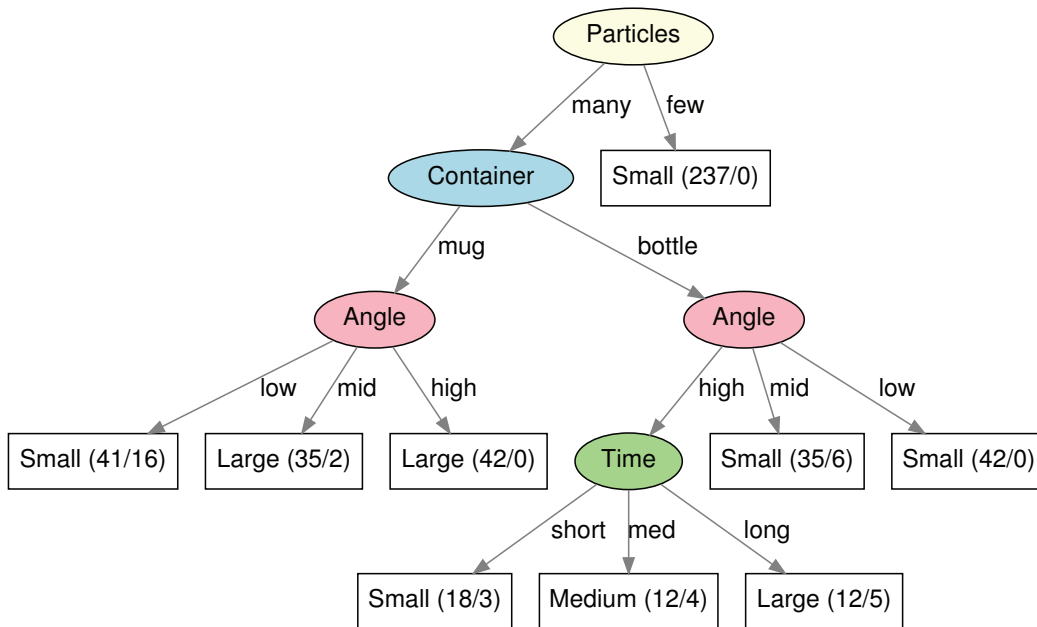 Particles
many
few
Container
Small (237/0)
mug
bottle
Angle
Angle
low
mid
high
high
mid
low
Small (41/16)
Large (35/2)
Large (42/0)
Time
Small (35/6)
Small (42/0)
short
med
long
Small (18/3)
Medium (12/4)
Large (12/5)